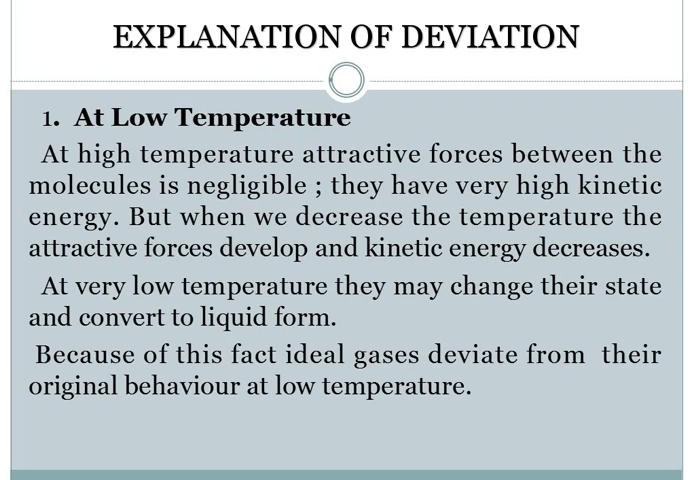 EXPLANATION OF DEVIATION
1. At Low Temperature
At high temperature attractive forces between the
molecules is negligible ; they have very high kinetic
energy. But when we decrease the temperature the
attractive forces develop and kinetic energy decreases.
At very low temperature they may change their state
and convert to liquid form.
Because of this fact ideal gases deviate from their
original behaviour at low temperature.